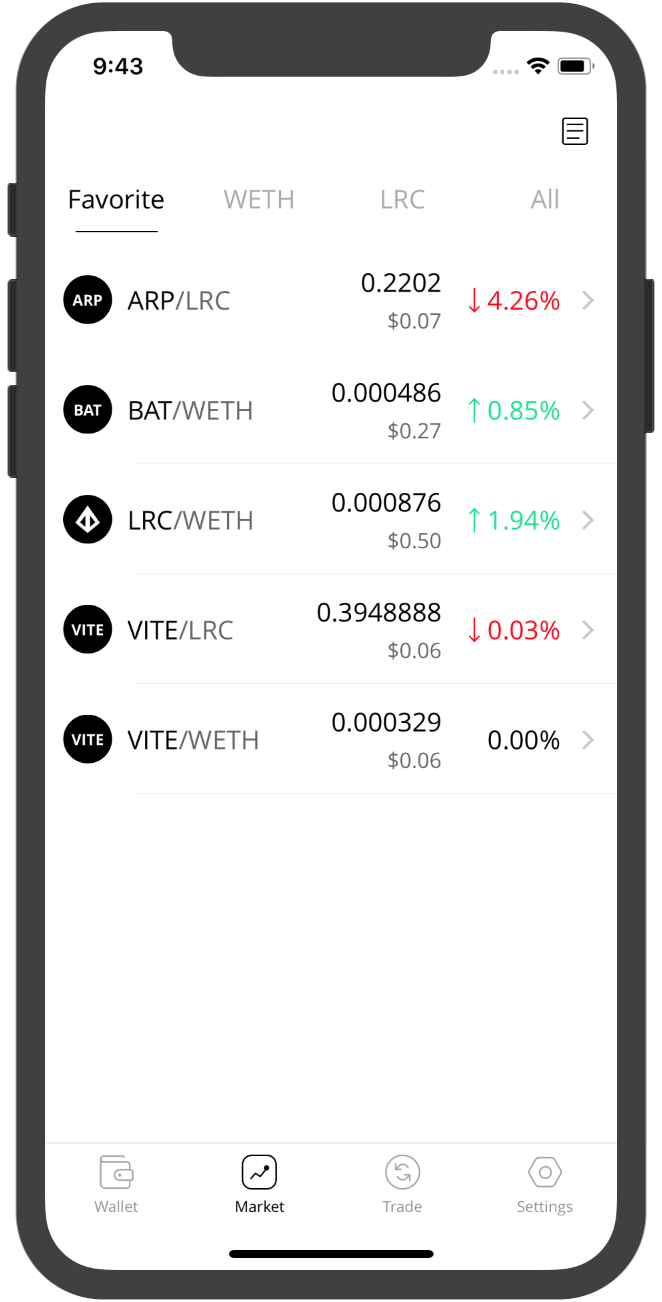 9:43
Favorite WETH LRC All
ARP ARP/LRC 0.2202 ↓ 4.26%
$0.07
BAT BAT/WETH 0.000486 ↑ 0.85%
$0.27
LRC/WETH 0.000876 ↑ 1.94%
$0.50
VITE VITE/LRC 0.3948888 ↓ 0.03%
$0.06
VITE VITE/WETH 0.000329 0.00%
$0.06
Wallet Market Trade Settings